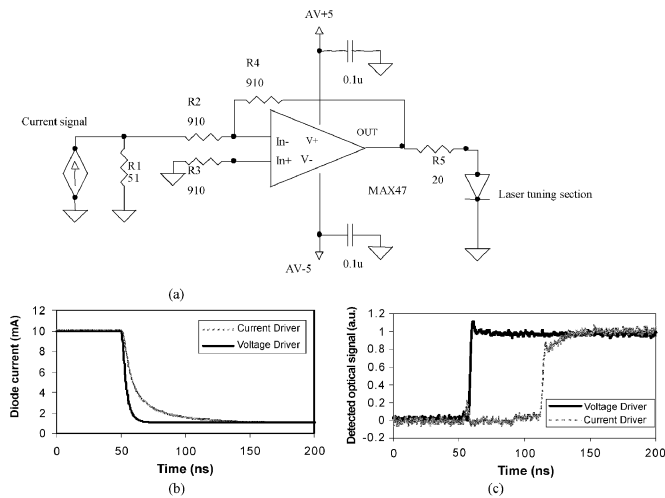 AV+5
0.1u
R4
910
R2
910
Current signal
R1
51
R3
910
In-
In+
V+
V-
OUT
MAX47
R5
20
Laser tuning section
AV-5
0.1u
(a)
Diode current (mA)
12
10
8
6
4
2
0
0 50 100 150 200
Time (ns)
Current Driver
Voltage Driver
(b)
Detected optical signal (a.u.)
1.2
1
0.8
0.6
0.4
0.2
0
-0.2
0 50 100 150 200
Time (ns)
Voltage Driver
Current Driver
(c)